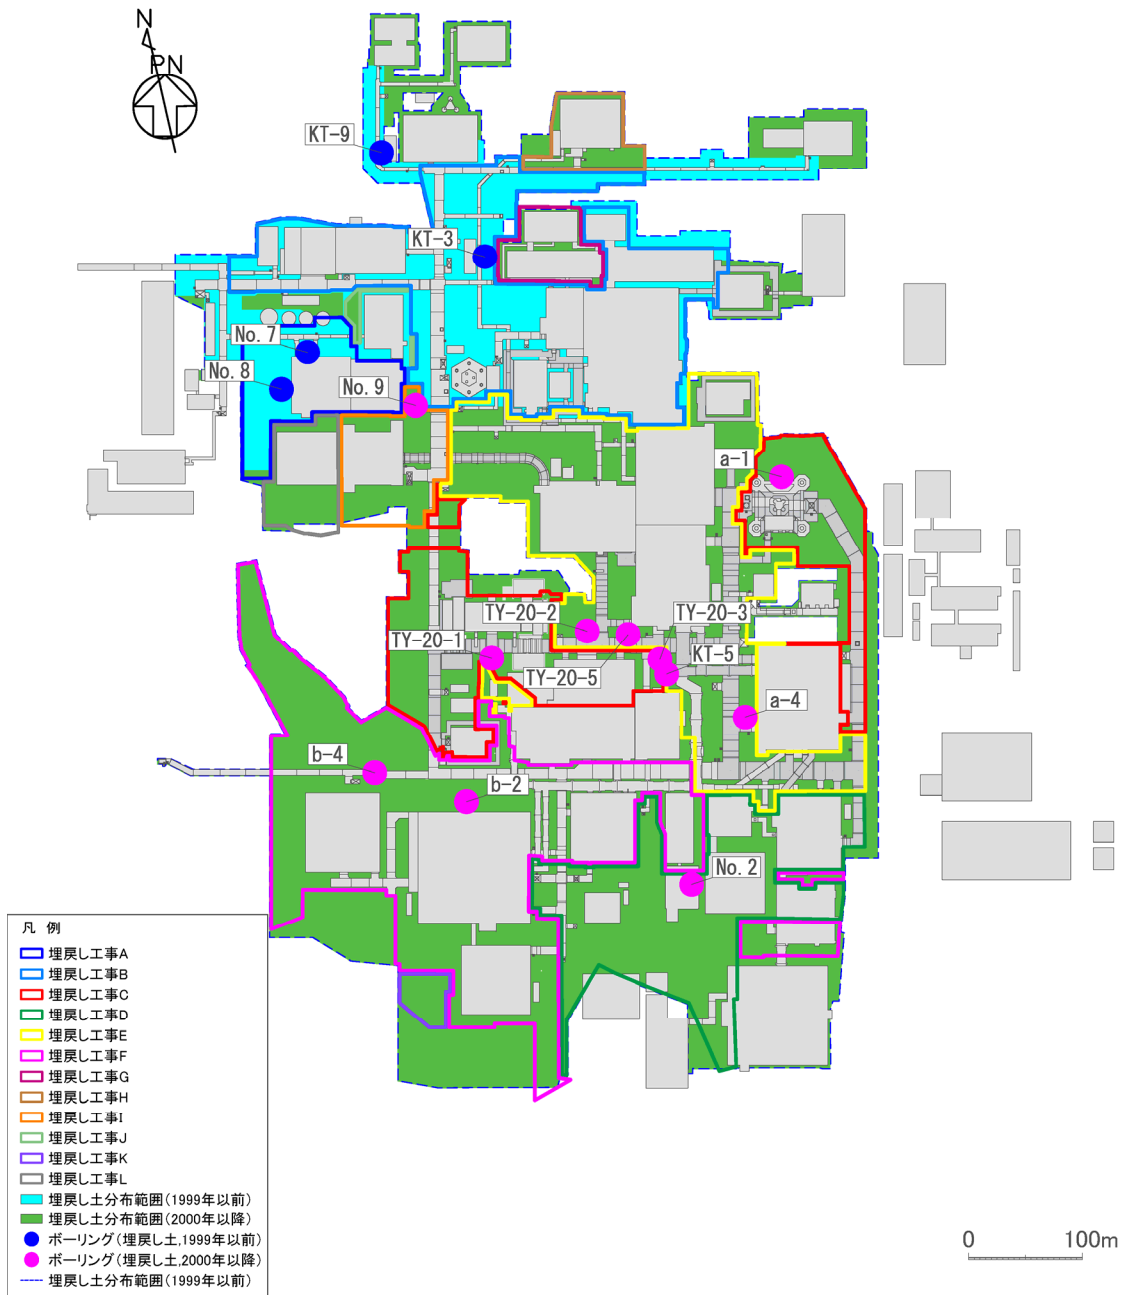 N
PN
KT-9
KT-3
No. 7
No. 8
No. 9
a-1
TY-20-2
TY-20-3
TY-20-1
KT-5
TY-20-5
a-4
b-4
b-2
No. 2
凡 例
埋戻し工事A
埋戻し工事B
埋戻し工事C
埋戻し工事D
埋戻し工事E
埋戻し工事F
埋戻し工事G
埋戻し工事H
埋戻し工事I
埋戻し工事J
埋戻し工事K
埋戻し工事L
埋戻し土分布範囲(1999年以前)
埋戻し土分布範囲(2000年以降)
ボーリング(埋戻し土,1999年以前)
ボーリング(埋戻し土,2000年以降)
埋戻し土分布範囲(1999年以前)
0 100m